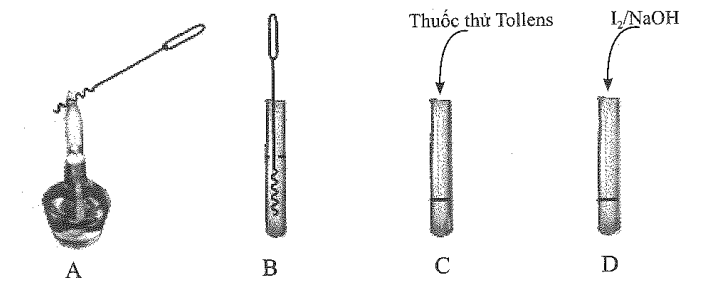 Thuốc thử Tollens
I₂/NaOH
A
B
C
D